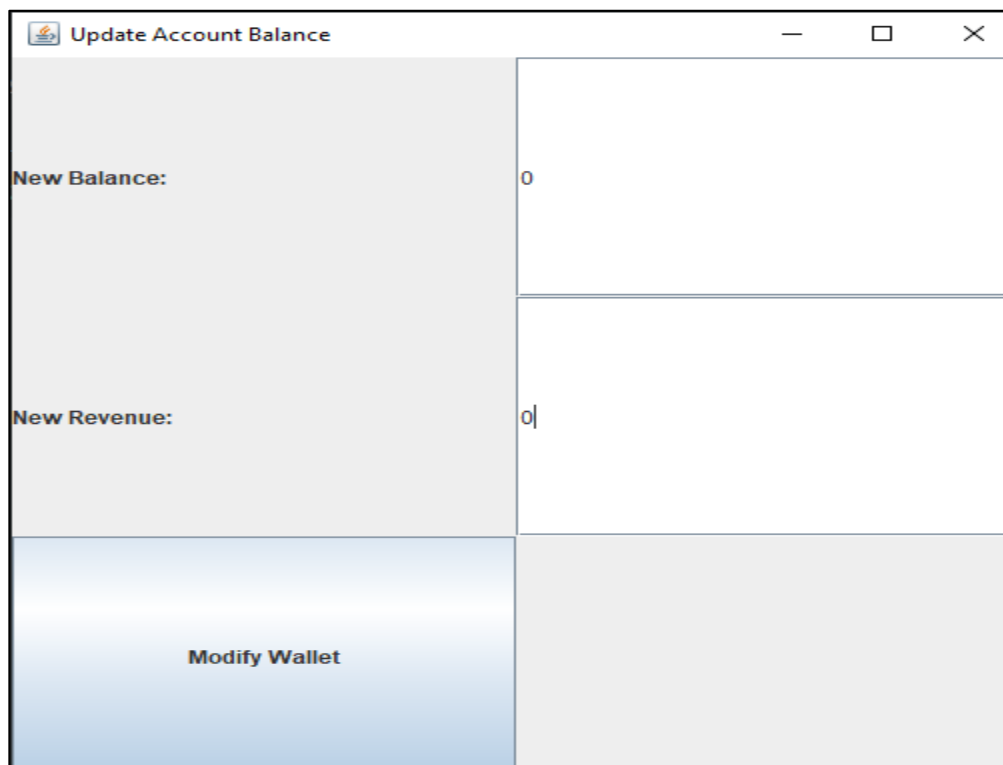 Update Account Balance
New Balance:
0
New Revenue:
0
Modify Wallet